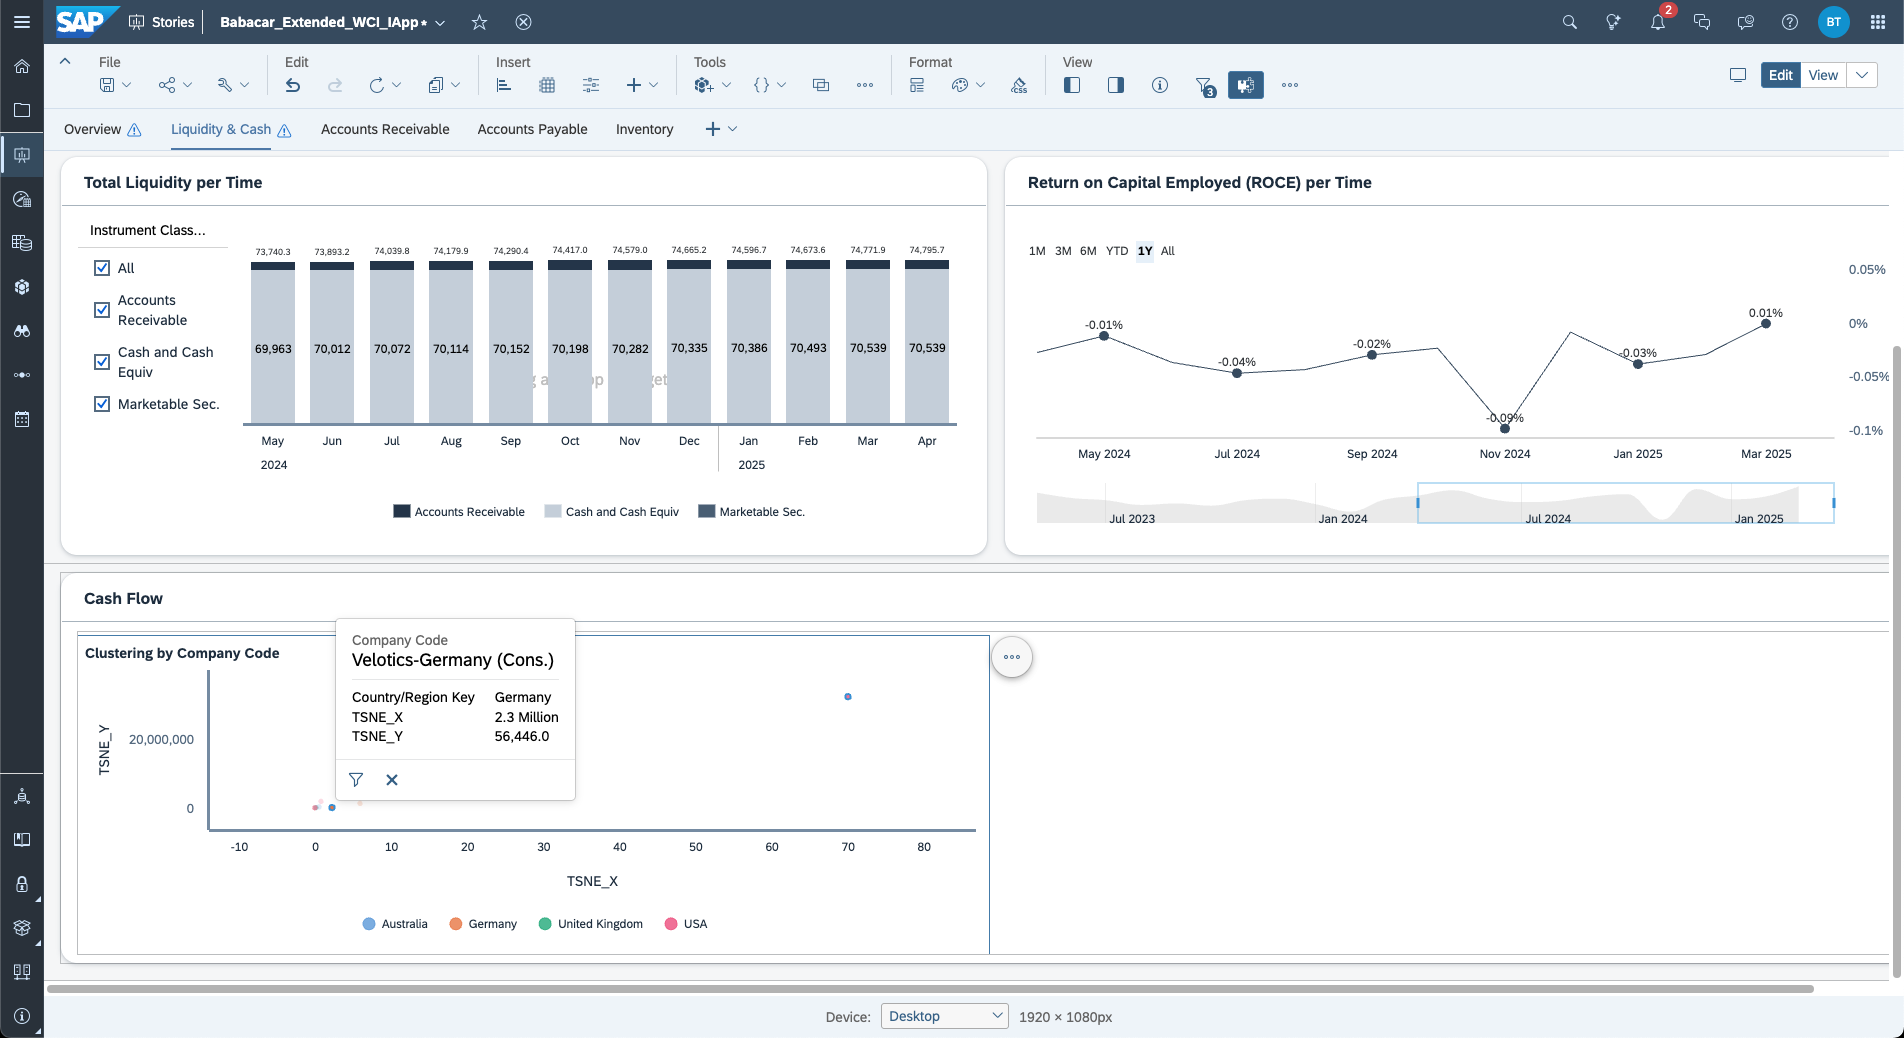 SAP Stories Babacar_Extended_WCI_IApp* 2 BT
File Edit Insert Tools Format View
CSS 3 Edit View
Overview Liquidity & Cash Accounts Receivable Accounts Payable Inventory
Total Liquidity per Time
Instrument Class...
All
Accounts
Receivable
Cash and Cash
Equiv
Marketable Sec.
73,740.3 73,893.2 74,039.8 74,179.9 74,290.4 74,417.0 74,579.0 74,665.2 74,596.7 74,673.6 74,771.9 74,795.7
69,963 70,012 70,072 70,114 70,152 70,198 70,282 70,335 70,386 70,493 70,539 70,539
May Jun Jul Aug Sep Oct Nov Dec Jan Feb Mar Apr
2024 2025
Accounts Receivable Cash and Cash Equiv Marketable Sec.
Return on Capital Employed (ROCE) per Time
1M 3M 6M YTD 1Y All
0.05%
0%
-0.05%
-0.1%
-0.01% -0.04% -0.02% -0.09% -0.03% 0.01%
May 2024 Jul 2024 Sep 2024 Nov 2024 Jan 2025 Mar 2025
Jul 2023 Jan 2024 Jul 2024 Jan 2025
Cash Flow
Clustering by Company Code
Company Code
Velotics-Germany (Cons.)
Country/Region Key Germany
TSNE_X 2.3 Million
TSNE_Y 56,446.0
TSNE_Y
20,000,000
0
-10 0 10 20 30 40 50 60 70 80
TSNE_X
Australia Germany United Kingdom USA
Device: Desktop 1920 × 1080px